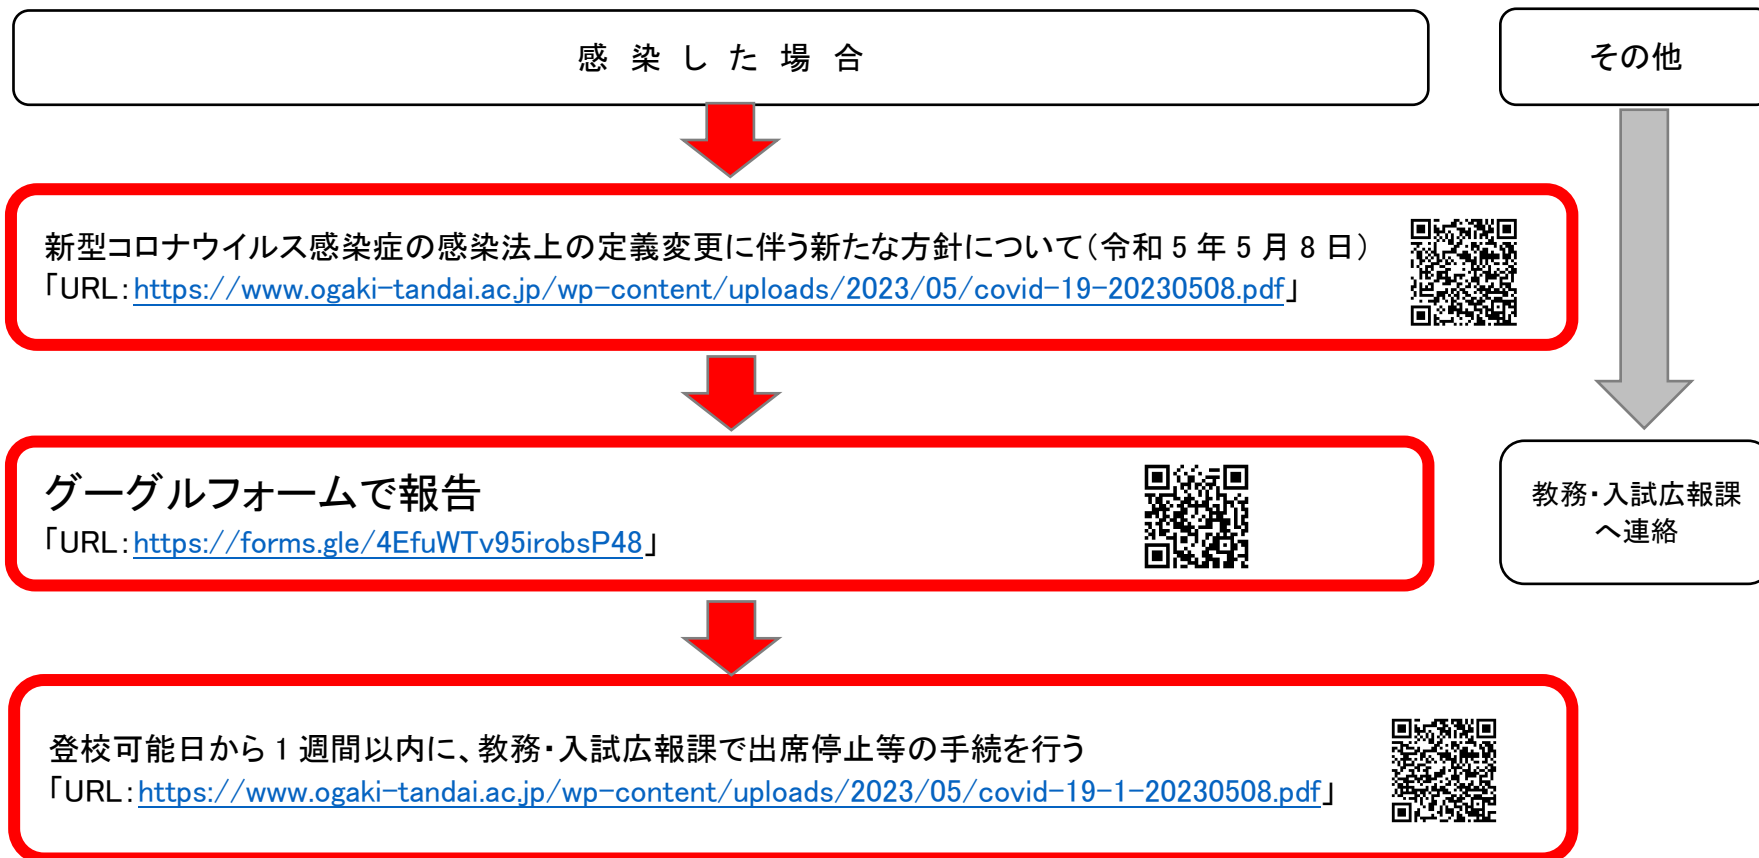 感 染 し た 場 合
その他
新型コロナウイルス感染症の感染法上の定義変更に伴う新たな方針について（令和 5 年 5 月 8 日）
「URL：https://www.ogaki-tandai.ac.jp/wp-content/uploads/2023/05/covid-19-20230508.pdf」
グーグルフォームで報告
「URL：https://forms.gle/4EfuWTv95irobsP48」
教務・入試広報課
へ連絡
登校可能日から 1 週間以内に、教務・入試広報課で出席停止等の手続を行う
「URL：https://www.ogaki-tandai.ac.jp/wp-content/uploads/2023/05/covid-19-1-20230508.pdf」